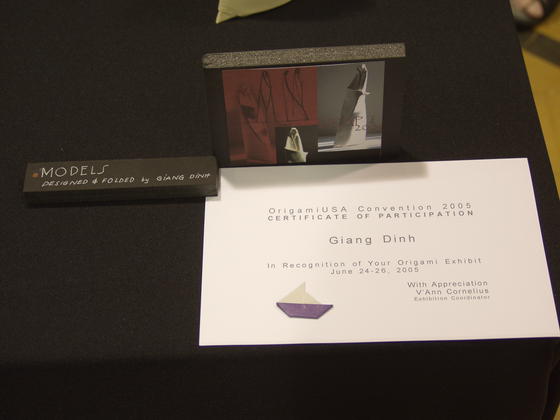 MODELS
DESIGNED & FOLDED by GIANG DINH
OrigamiUSA Convention 2005
CERTIFICATE OF PARTICIPATION
Giang Dinh
In Recognition of Your Origami Exhibit
June 24-26, 2005
With Appreciation
V'Ann Cornelius
Exhibition Coordinator